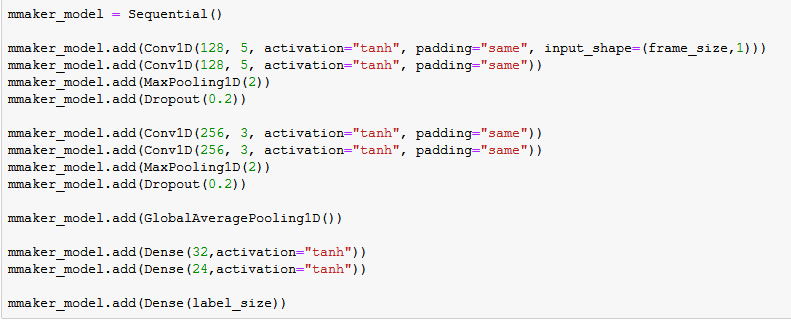 mmaker_model = Sequential()
mmaker_model.add(Conv1D(128, 5, activation="tanh", padding="same", input_shape=(frame_size,1)))
mmaker_model.add(Conv1D(128, 5, activation="tanh", padding="same"))
mmaker_model.add(MaxPooling1D(2))
mmaker_model.add(Dropout(0.2))
mmaker_model.add(Conv1D(256, 3, activation="tanh", padding="same"))
mmaker_model.add(Conv1D(256, 3, activation="tanh", padding="same"))
mmaker_model.add(MaxPooling1D(2))
mmaker_model.add(Dropout(0.2))
mmaker_model.add(GlobalAveragePooling1D())
mmaker_model.add(Dense(32,activation="tanh"))
mmaker_model.add(Dense(24,activation="tanh"))
mmaker_model.add(Dense(label_size))